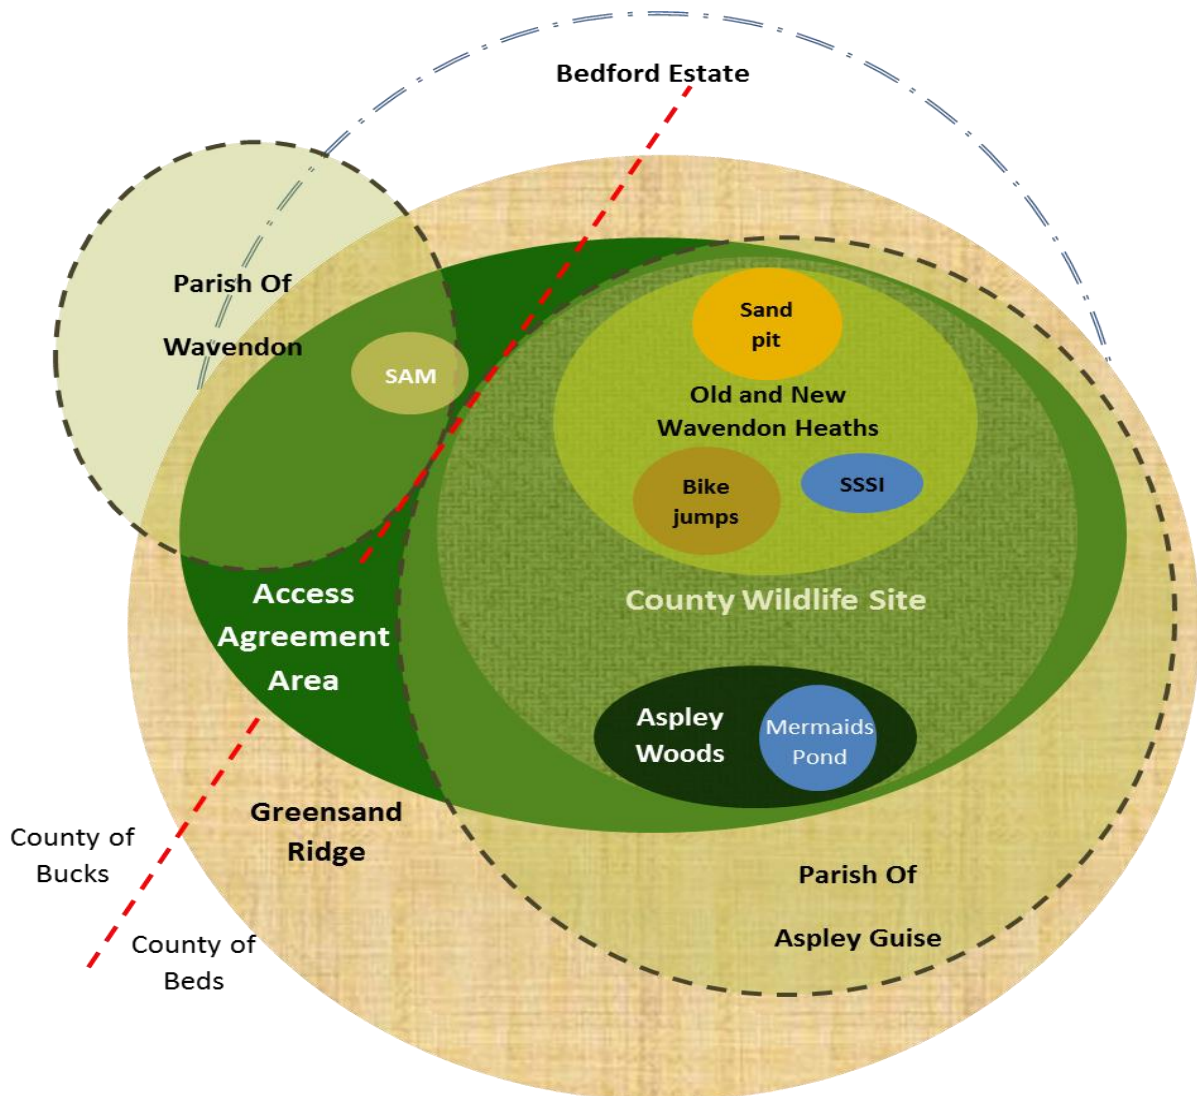 Bedford Estate
Parish Of
Wavendon
SAM
Sand
pit
Old and New
Wavendon Heaths
Bike
jumps
SSSI
Access
Agreement
Area
County Wildlife Site
Aspley
Woods
Mermaids
Pond
Greensand
Ridge
County of
Bucks
County of
Beds
Parish Of
Aspley Guise